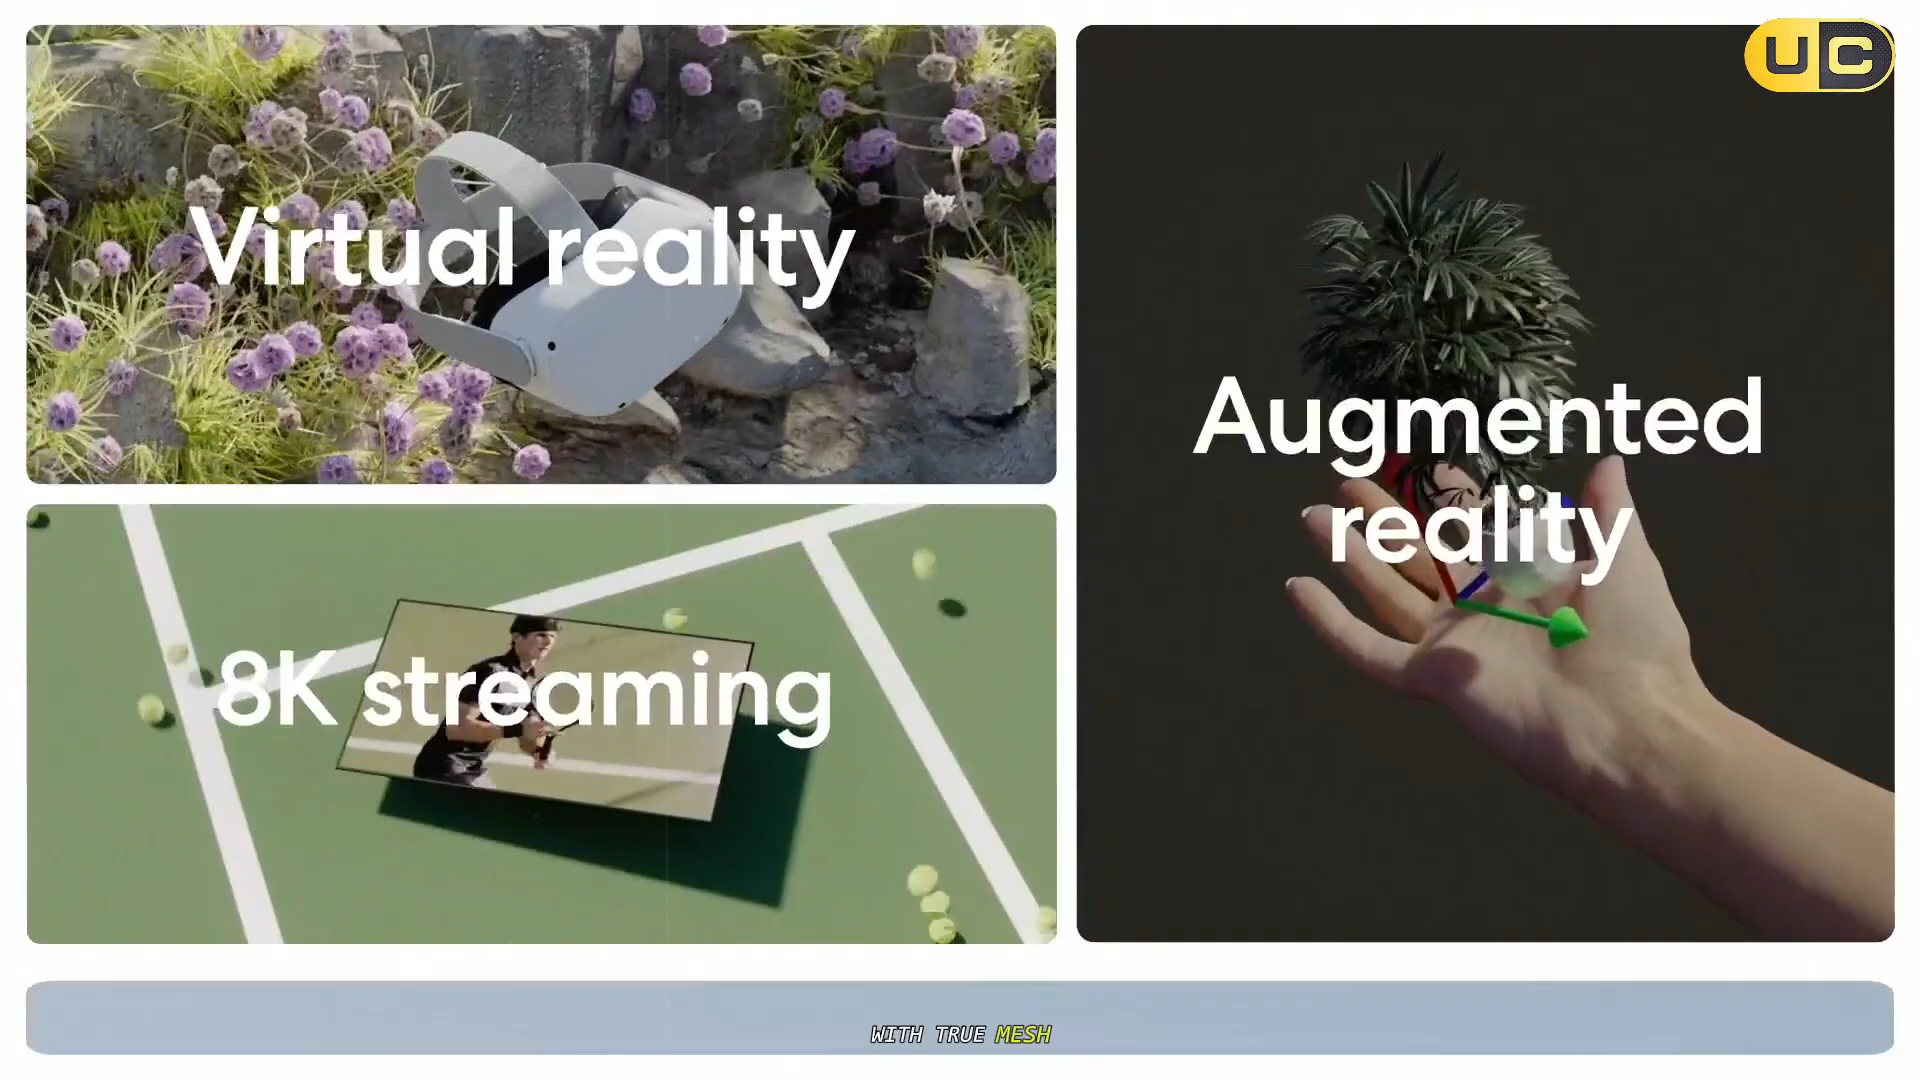 UC
Virtual reality
Augmented
reality
8K streaming
WITH TRUE MESH